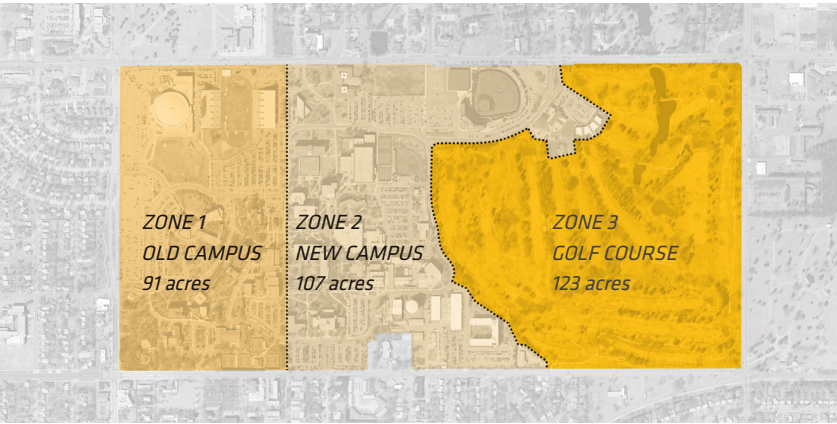 ZONE 1
OLD CAMPUS
91 acres
ZONE 2
NEW CAMPUS
107 acres
ZONE 3
GOLF COURSE
123 acres